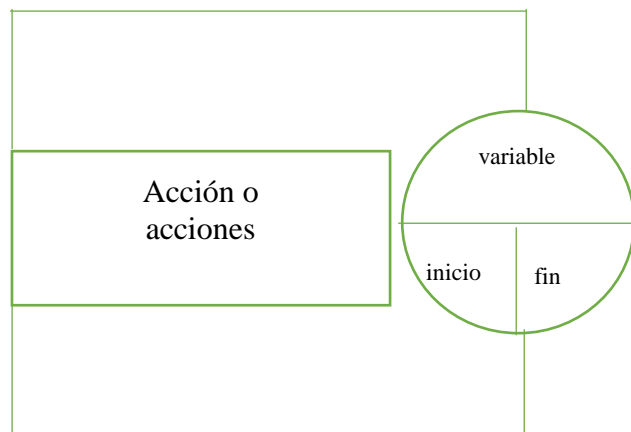 variable
Acción o
acciones
inicio
fin